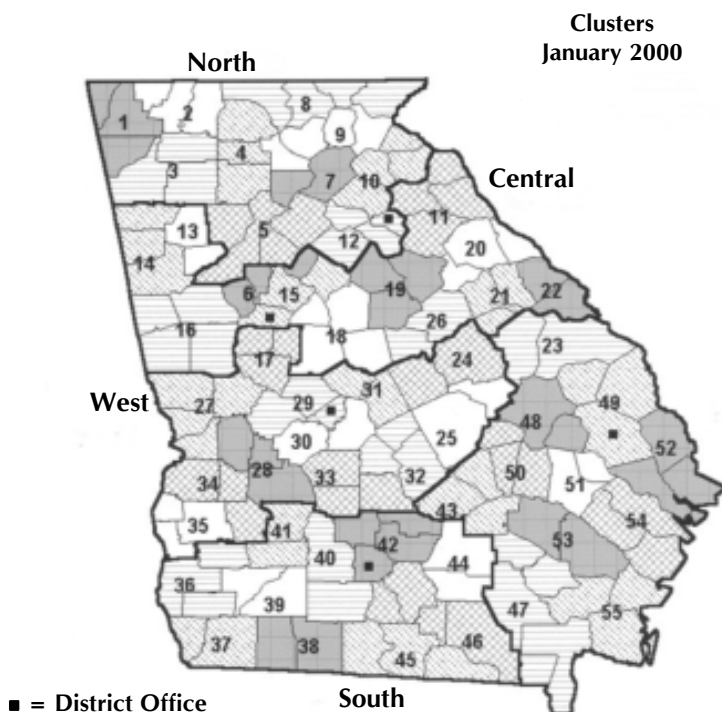 Clusters
January 2000
North
8
1 2
9
3 4
7 10
Central
11
13 5
12 20
14
6 15 19 21 22
16 18 26
17 24 23
West 27 29 31
49
48 52
30 25
28
34 33 32 50 51
35 43 54
41 40 42 53
44
36
39 47 55
37 38 45 46
■ = District Office
South